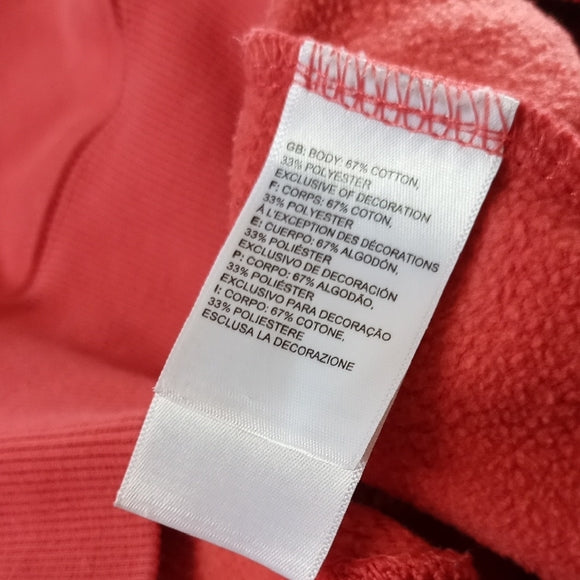 GB: BODY: 67% COTTON,
33% POLYESTER
EXCLUSIVE OF DECORATION
F: CORPS: 67% COTON,
33% POLYESTER
À L'EXCEPTION DES DÉCORATIONS
E: CUERPO: 67% ALGODÓN,
33% POLIÉSTER
EXCLUSIVO DE DECORACIÓN
P: CORPO: 67% ALGODÃO,
33% POLIÉSTER
EXCLUSIVO PARA DECORAÇÃO
I: CORPO: 67% COTONE,
33% POLIESTERE
ESCLUSA LA DECORAZIONE